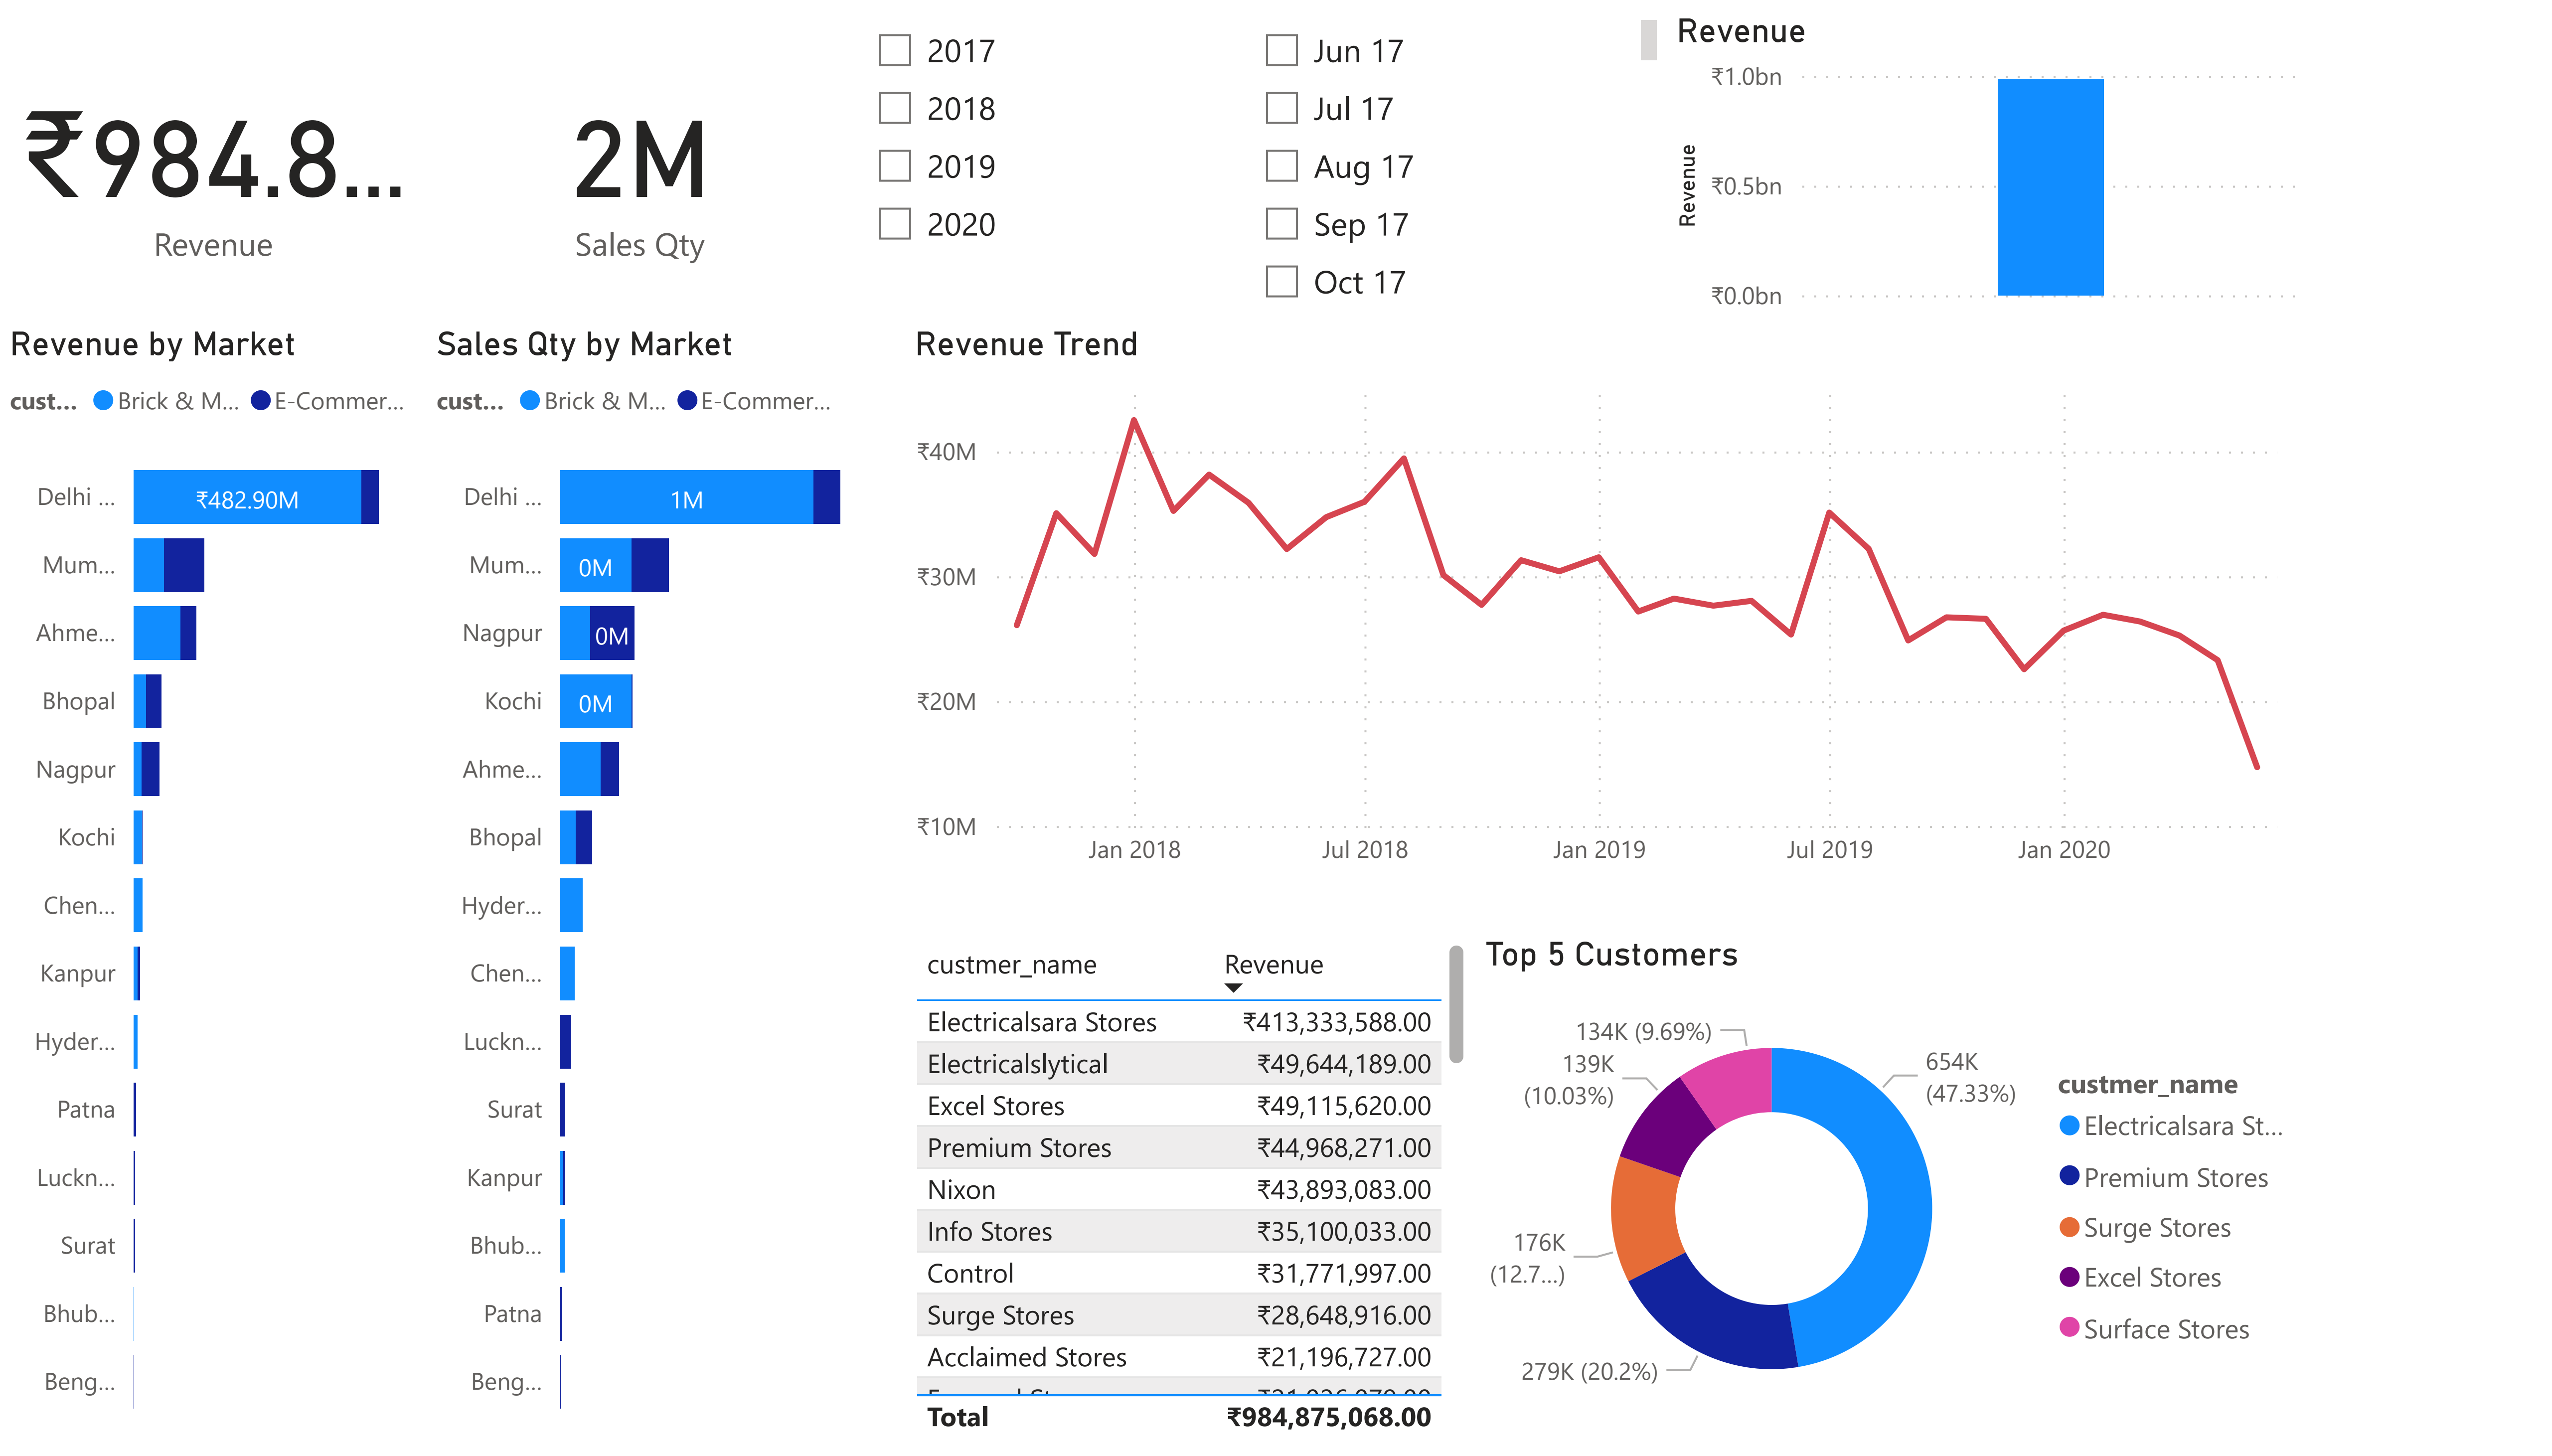 ₹984.8...
Revenue
2M
Sales Qty
2017
2018
2019
2020
Jun 17
Jul 17
Aug 17
Sep 17
Oct 17
Revenue
Revenue
₹1.0bn
₹0.5bn
₹0.0bn
Revenue by Market
cust... Brick & M... E-Commer...
Delhi ... ₹482.90M
Mum...
Ahme...
Bhopal
Nagpur
Kochi
Chen...
Kanpur
Hyder...
Patna
Luckn...
Surat
Bhub...
Beng...
Sales Qty by Market
cust... Brick & M... E-Commer...
Delhi ... 1M
Mum... 0M
Nagpur 0M
Kochi 0M
Ahme...
Bhopal
Hyder...
Chen...
Luckn...
Surat
Kanpur
Bhub...
Patna
Beng...
Revenue Trend
₹40M
₹30M
₹20M
₹10M
Jan 2018 Jul 2018 Jan 2019 Jul 2019 Jan 2020
custmer_name Revenue
Electricalsara Stores ₹413,333,588.00
Electricalslytical ₹49,644,189.00
Excel Stores ₹49,115,620.00
Premium Stores ₹44,968,271.00
Nixon ₹43,893,083.00
Info Stores ₹35,100,033.00
Control ₹31,771,997.00
Surge Stores ₹28,648,916.00
Acclaimed Stores ₹21,196,727.00
Total ₹984,875,068.00
Top 5 Customers
134K (9.69%)
139K
(10.03%)
176K
(12.7...)
279K (20.2%)
654K
(47.33%)
custmer_name
Electricalsara St...
Premium Stores
Surge Stores
Excel Stores
Surface Stores